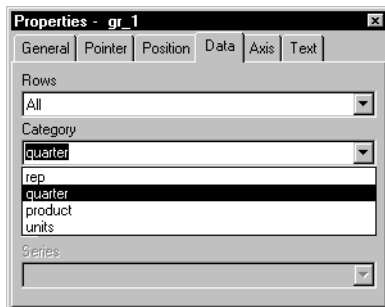 Properties - gr_1
General Pointer Position Data Axis Text
Rows
All
Category
quarter
rep
quarter
product
units
Series